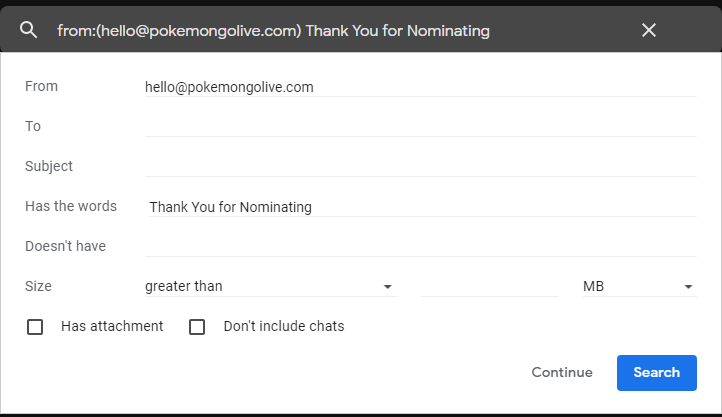 from:(hello@pokemongolive.com) Thank You for Nominating
From hello@pokemongolive.com
To
Subject
Has the words Thank You for Nominating
Doesn't have
Size greater than MB
Has attachment Don't include chats
Continue Search